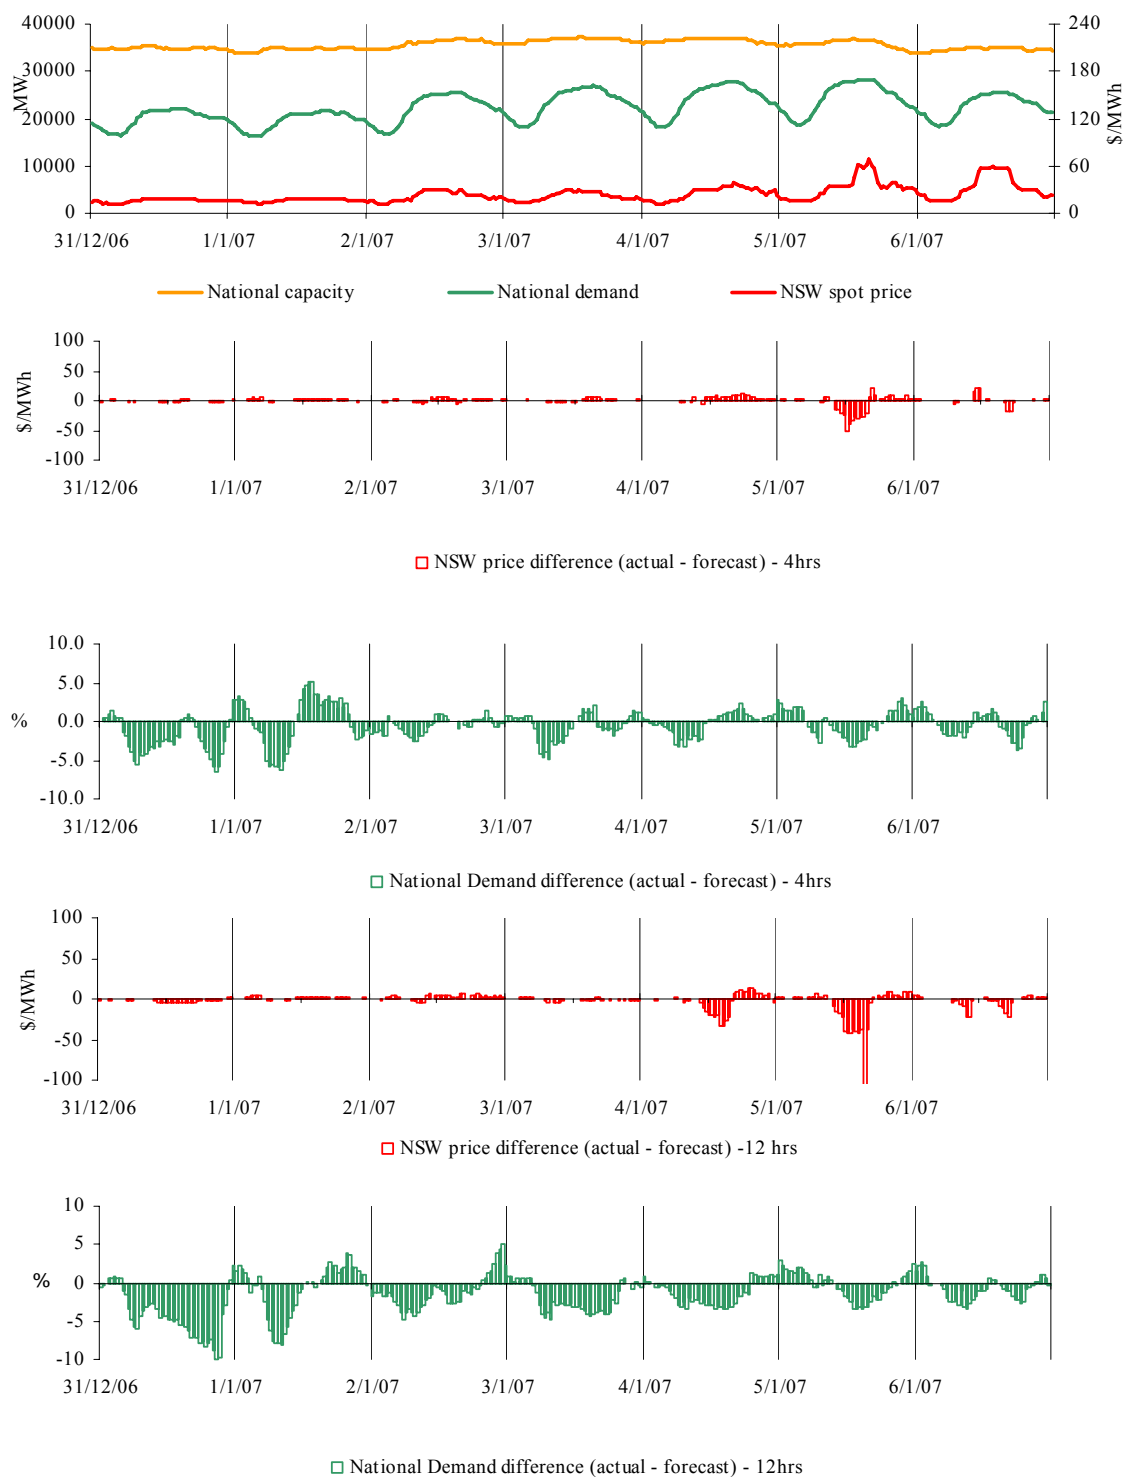 40000 240
30000 180
20000 120
10000 60
0 0
MW
$/MWh
31/12/06 1/1/07 2/1/07 3/1/07 4/1/07 5/1/07 6/1/07
National capacity National demand NSW spot price
100
50
0
-50
-100
$/MWh
31/12/06 1/1/07 2/1/07 3/1/07 4/1/07 5/1/07 6/1/07
NSW price difference (actual - forecast) - 4hrs
10.0
5.0
0.0
-5.0
-10.0
%
31/12/06 1/1/07 2/1/07 3/1/07 4/1/07 5/1/07 6/1/07
National Demand difference (actual - forecast) - 4hrs
100
50
0
-50
-100
$/MWh
31/12/06 1/1/07 2/1/07 3/1/07 4/1/07 5/1/07 6/1/07
NSW price difference (actual - forecast) -12 hrs
10
5
0
-5
-10
%
31/12/06 1/1/07 2/1/07 3/1/07 4/1/07 5/1/07 6/1/07
National Demand difference (actual - forecast) - 12hrs